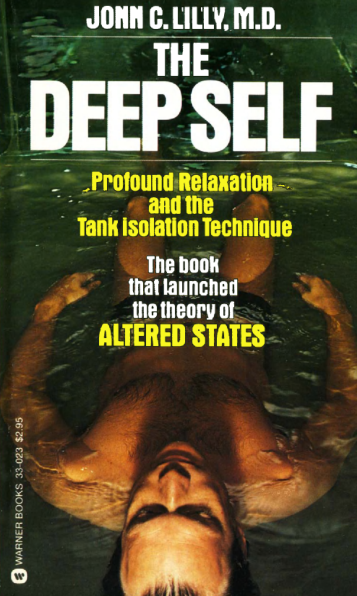 JOHN C. LILLY, M.D.
THE
DEEP SELF
Profound Relaxation
and the
Tank Isolation Technique
The book
that launched
the theory of
ALTERED STATES
W WARNER BOOKS 33-023 $2.95